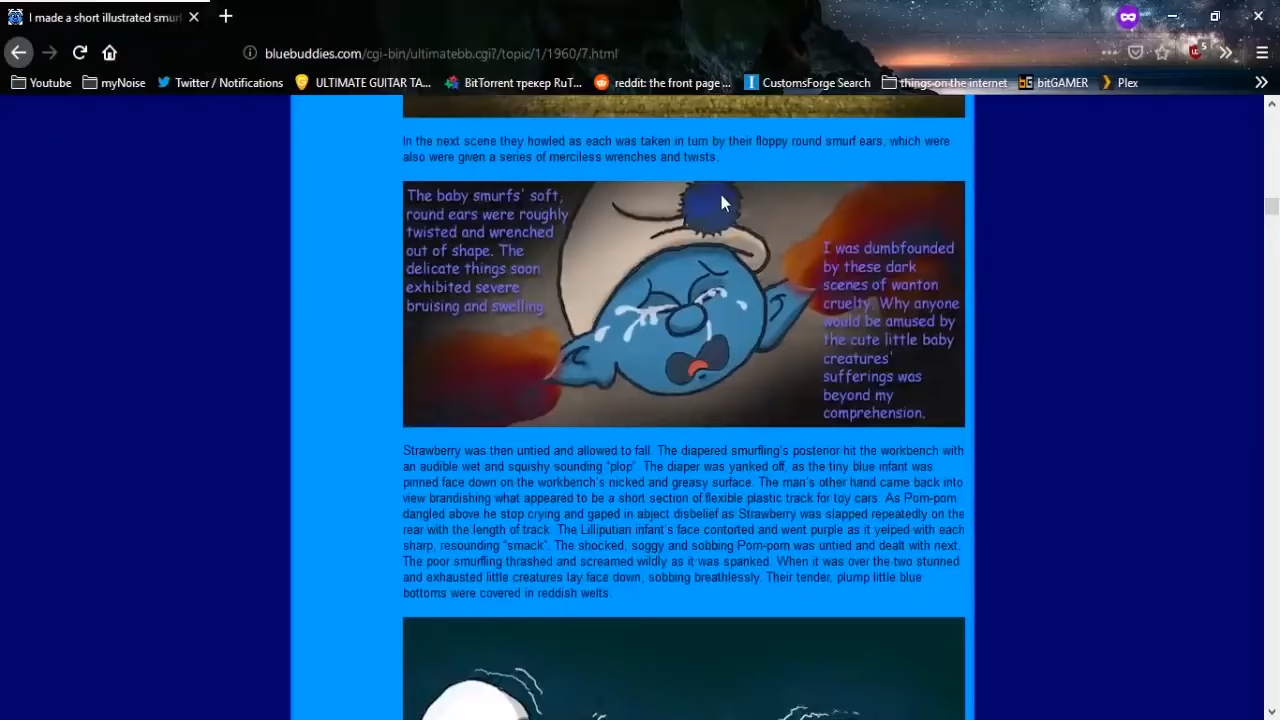 I made a short illustrated smurf
bluebuddies.com/cgi-bin/ultimatebb.cgi?/topic/1/1960/7.html
5
Youtube
myNoise
Twitter / Notifications
ULTIMATE GUITAR TA...
BitTorrent трекер RuT...
reddit: the front page ...
CustomsForge Search
things on the internet
bitGAMER
Plex
In the next scene they howled as each was taken in turn by their floppy round smurf ears, which were
also were given a series of merciless wrenches and twists.
The baby smurfs' soft,
round ears were roughly
twisted and wrenched
out of shape. The
delicate things soon
exhibited severe
bruising and swelling.
I was dumbfounded
by these dark
scenes of wanton
cruelty. Why anyone
would be amused by
the cute little baby
creatures'
sufferings was
beyond my
comprehension.
Strawberry was then untied and allowed to fall. The diapered smurfling's posterior hit the workbench with
an audible wet and squishy sounding “plop”. The diaper was yanked off, as the tiny blue infant was
pinned face down on the workbench's nicked and greasy surface. The man's other hand came back into
view brandishing what appeared to be a short section of flexible plastic track for toy cars. As Pom-pom
dangled above he stop crying and gaped in abject disbelief as Strawberry was slapped repeatedly on the
rear with the length of track. The Lilliputian infant's face contorted and went purple as it yelped with each
sharp, resounding “smack”. The shocked, soggy and sobbing Pom-pom was untied and dealt with next.
The poor smurfling thrashed and screamed wildly as it was spanked. When it was over the two stunned
and exhausted little creatures lay face down, sobbing breathlessly. Their tender, plump little blue
bottoms were covered in reddish welts.